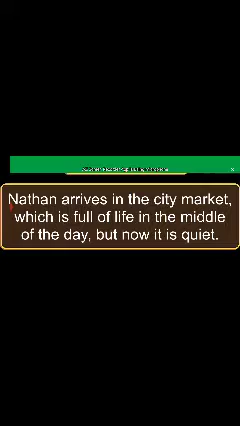 Nathan arrives in the city market,
which is full of life in the middle
of the day, but now it is quiet.